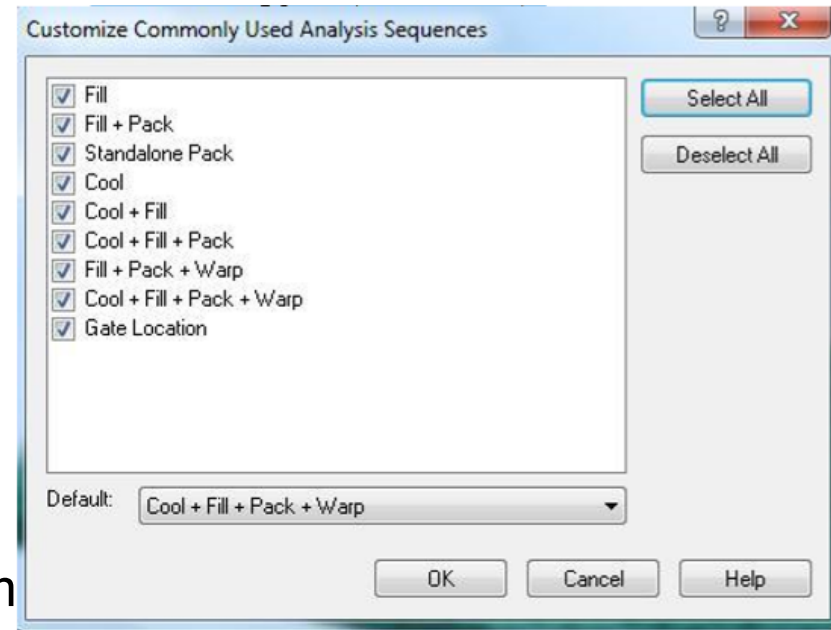 Customize Commonly Used Analysis Sequences
Fill
Fill + Pack
Standalone Pack
Cool
Cool + Fill
Cool + Fill + Pack
Fill + Pack + Warp
Cool + Fill + Pack + Warp
Gate Location
Select All
Deselect All
Default: Cool + Fill + Pack + Warp
OK Cancel Help